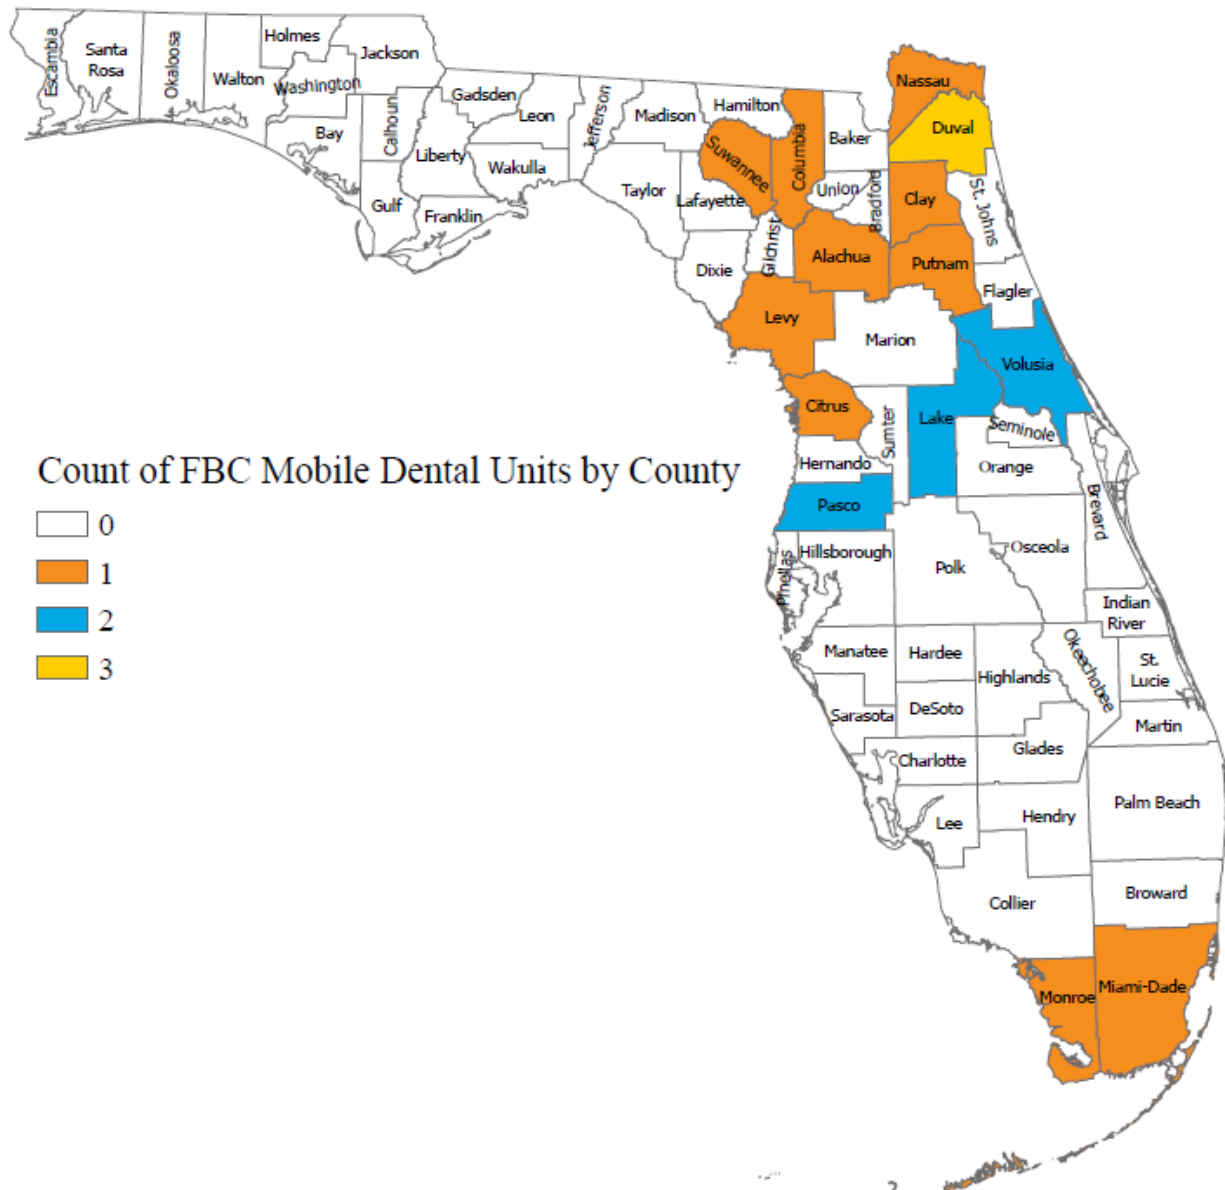 Holmes
Jackson
Escambia
Santa
Rosa
Okaloosa
Walton
Washington
Nassau
Gadsden
Leon
Jefferson
Madison
Hamilton
Columbia
Baker
Duval
Bay
Calhoun
Liberty
Wakulla
Suwannee
Taylor
Lafayette
Union
Bradford
Clay
St. Johns
Gulf
Franklin
Dixie
Gilchrist
Alachua
Putnam
Flagler
Levy
Marion
Volusia
Citrus
Sumter
Lake
Seminole
Count of FBC Mobile Dental Units by County
Hernando
Orange
0
Pasco
Brevard
1
Hillsborough
Osceola
Pinellas
Polk
2
Indian
River
3
Manatee
Hardee
Highlands
Okeechobee
St.
Lucie
Sarasota
DeSoto
Martin
Charlotte
Glades
Lee
Hendry
Palm Beach
Collier
Broward
Monroe
Miami-Dade